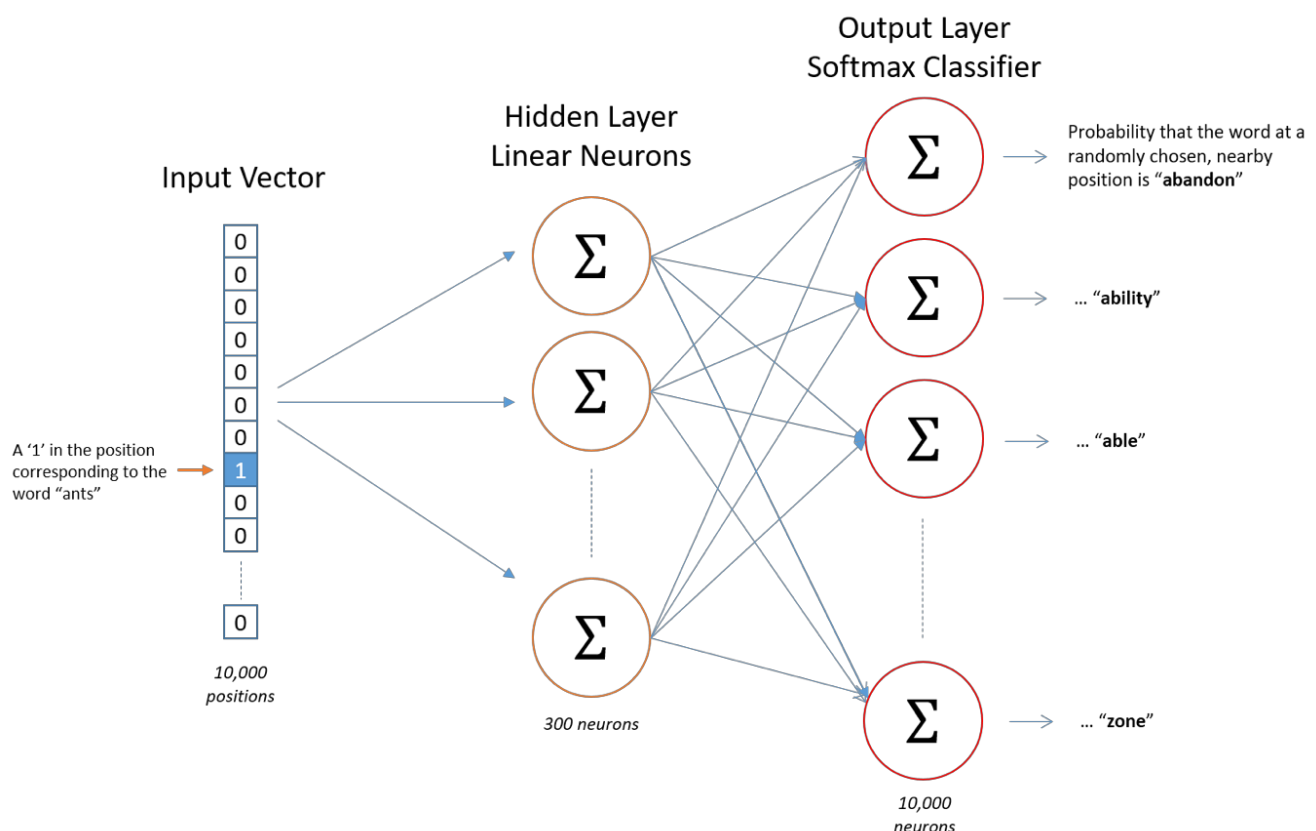 Output Layer
Softmax Classifier
Hidden Layer
Linear Neurons
Input Vector
0
0
0
0
0
0
0
1
0
0
0
A ‘1’ in the position
corresponding to the
word “ants”
10,000
positions
Σ
Σ
Σ
300 neurons
Σ
Σ
Σ
Σ
10,000
neurons
Probability that the word at a
randomly chosen, nearby
position is “abandon”
... “ability”
... “able”
... “zone”